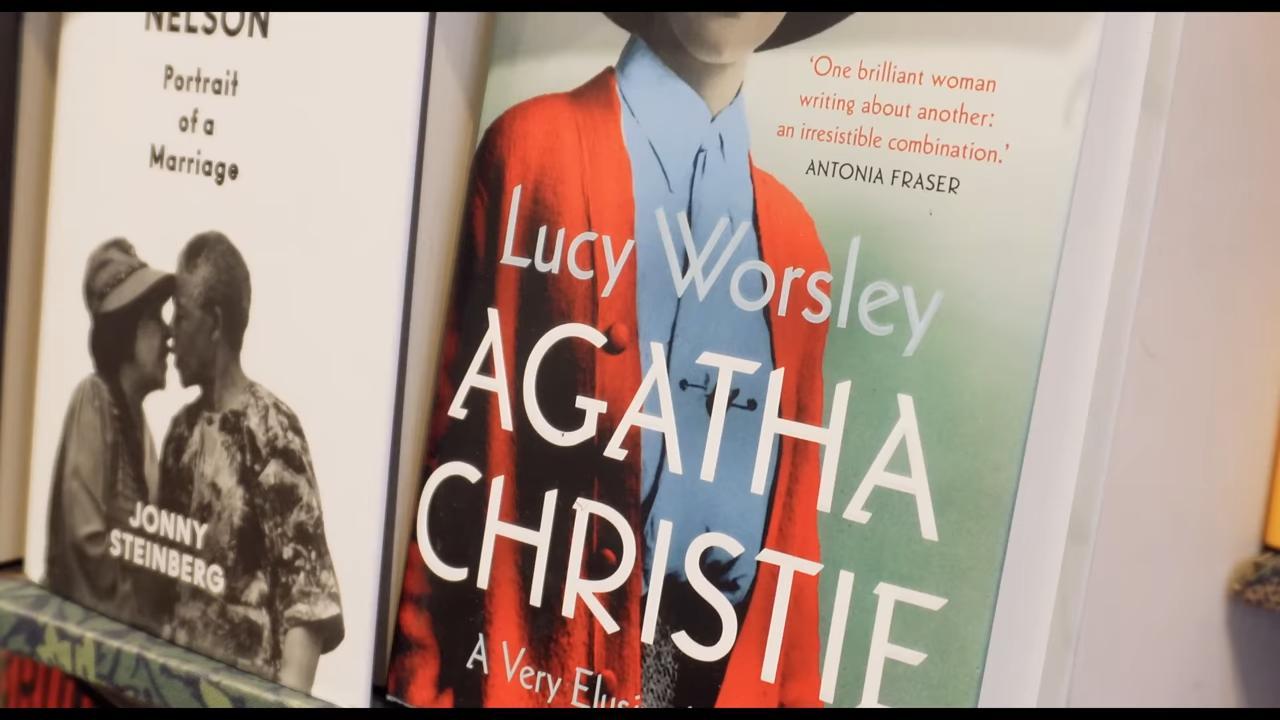 NELSON
Portrait
of a
Marriage
JONNY
STEINBERG
'One brilliant woman
writing about another:
an irresistible combination.'
ANTONIA FRASER
Lucy Worsley
AGATHA
CHRISTIE
A Very